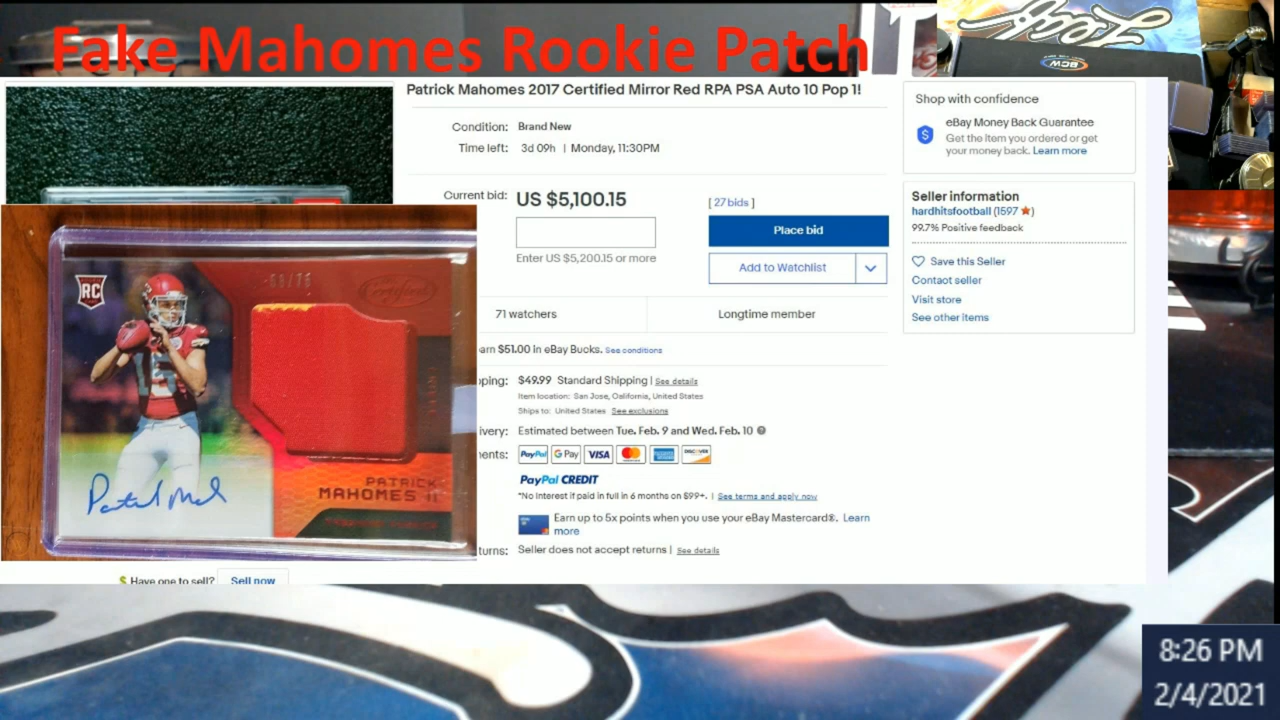 Fake Mahomes Rookie Patch
BCW
Patrick Mahomes 2017 Certified Mirror Red RPA PSA Auto 10 Pop 1!
Condition: Brand New
Time left: 3d 09h | Monday, 11:30PM
Current bid: US $5,100.15
[ 27 bids ]
Place bid
Enter US $5,200.15 or more
Add to Watchlist
71 watchers
Longtime member
arn $51.00 in eBay Bucks. See conditions
ping: $49.99 Standard Shipping | See details
Item location: San Jose, California, United States
Ships to: United States See exclusions
ivery: Estimated between Tue. Feb. 9 and Wed. Feb. 10
ents: PayPal G Pay VISA
PayPal CREDIT
*No Interest if paid in full in 6 months on $99+. | See terms and apply now
Earn up to 5x points when you use your eBay Mastercard®. Learn
more
turns: Seller does not accept returns | See details
Shop with confidence
eBay Money Back Guarantee
Get the item you ordered or get
your money back. Learn more
Seller information
hardhitsfootball (1597 ★)
99.7% Positive feedback
Save this Seller
Contact seller
Visit store
See other items
RC
15
PATRICK
MAHOMES II
$ Have one to sell? Sell now
8:26 PM
2/4/2021